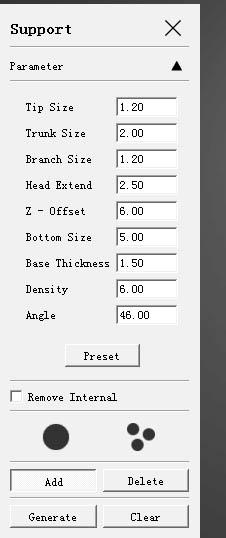 Support
Parameter
Tip Size 1.20
Trunk Size 2.00
Branch Size 1.20
Head Extend 2.50
Z - Offset 6.00
Bottom Size 5.00
Base Thickness 1.50
Density 6.00
Angle 46.00
Preset
Remove Internal
Add Delete
Generate Clear